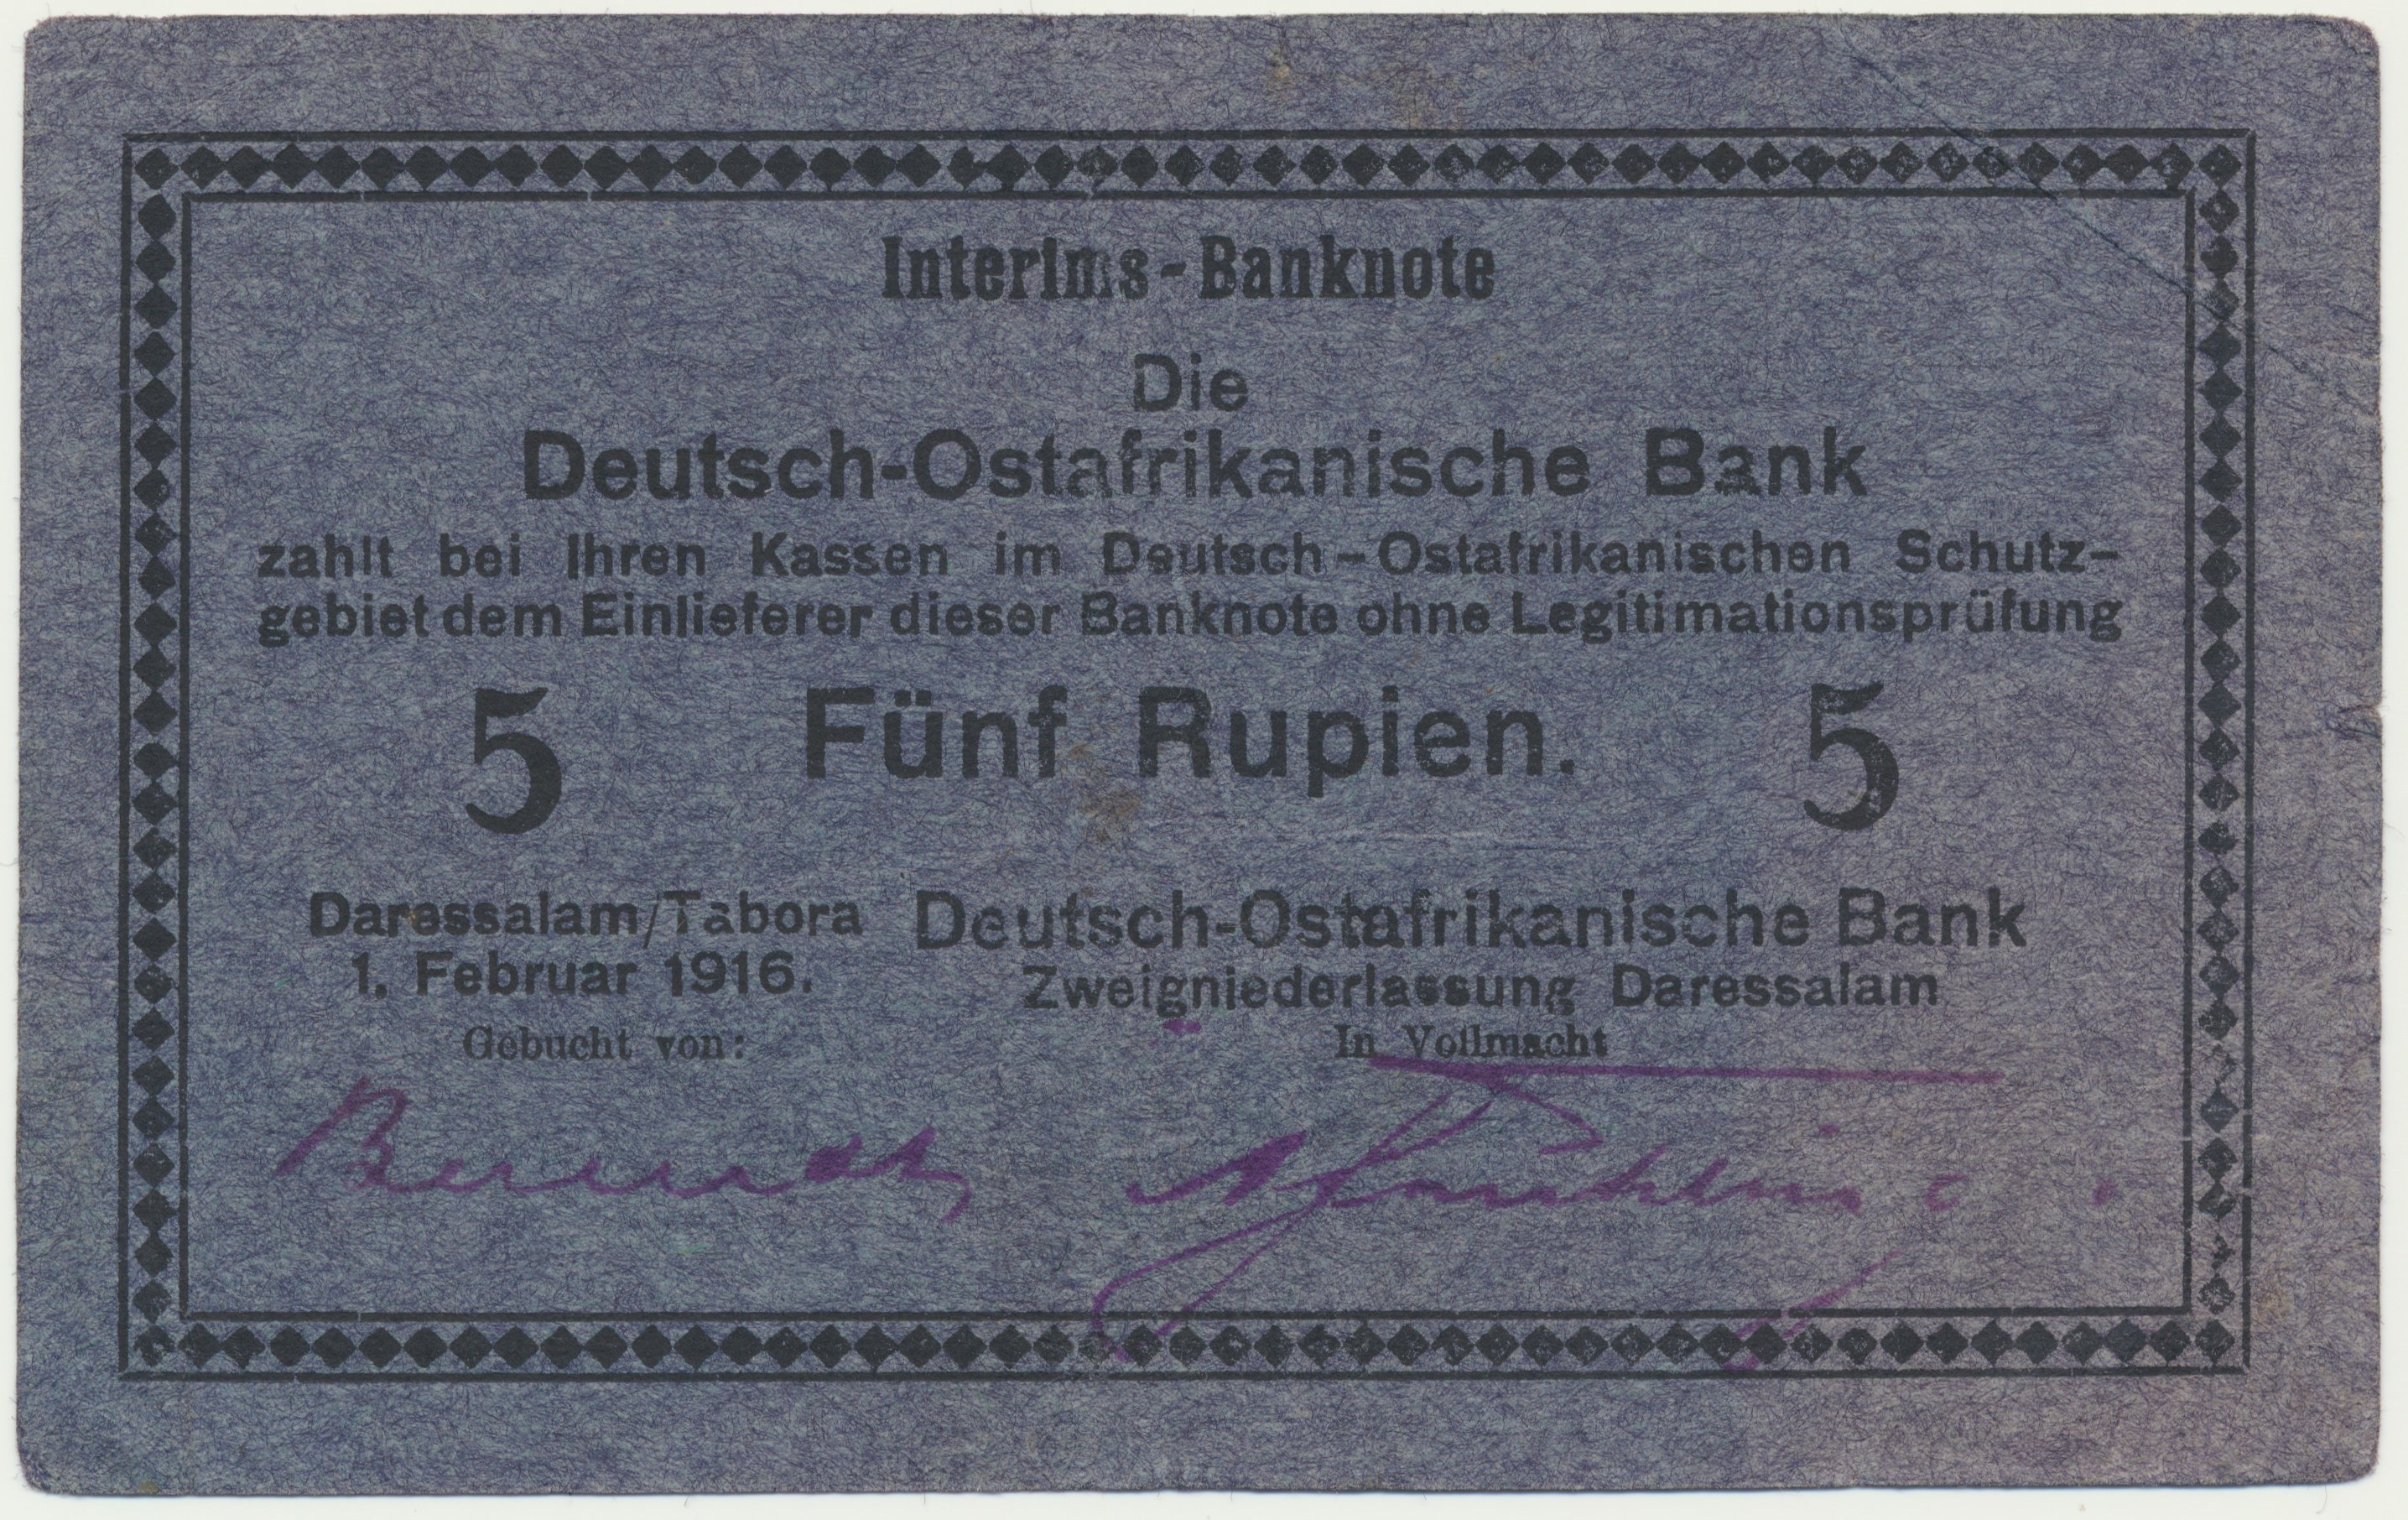 Interims-Banknote
Die
Deutsch-Ostafrikanische Bank
zahlt bei Ihren Kassen im Deutsch-Ostafrikanischen Schutz-
gebiet dem Einlieferer dieser Banknote ohne Legitimationsprüfung
5 Fünf Rupien. 5
Daressalam/Tabora Deutsch-Ostafrikanische Bank
1. Februar 1916. Zweigniederlassung Daressalam
Gebucht von: In Vollmacht